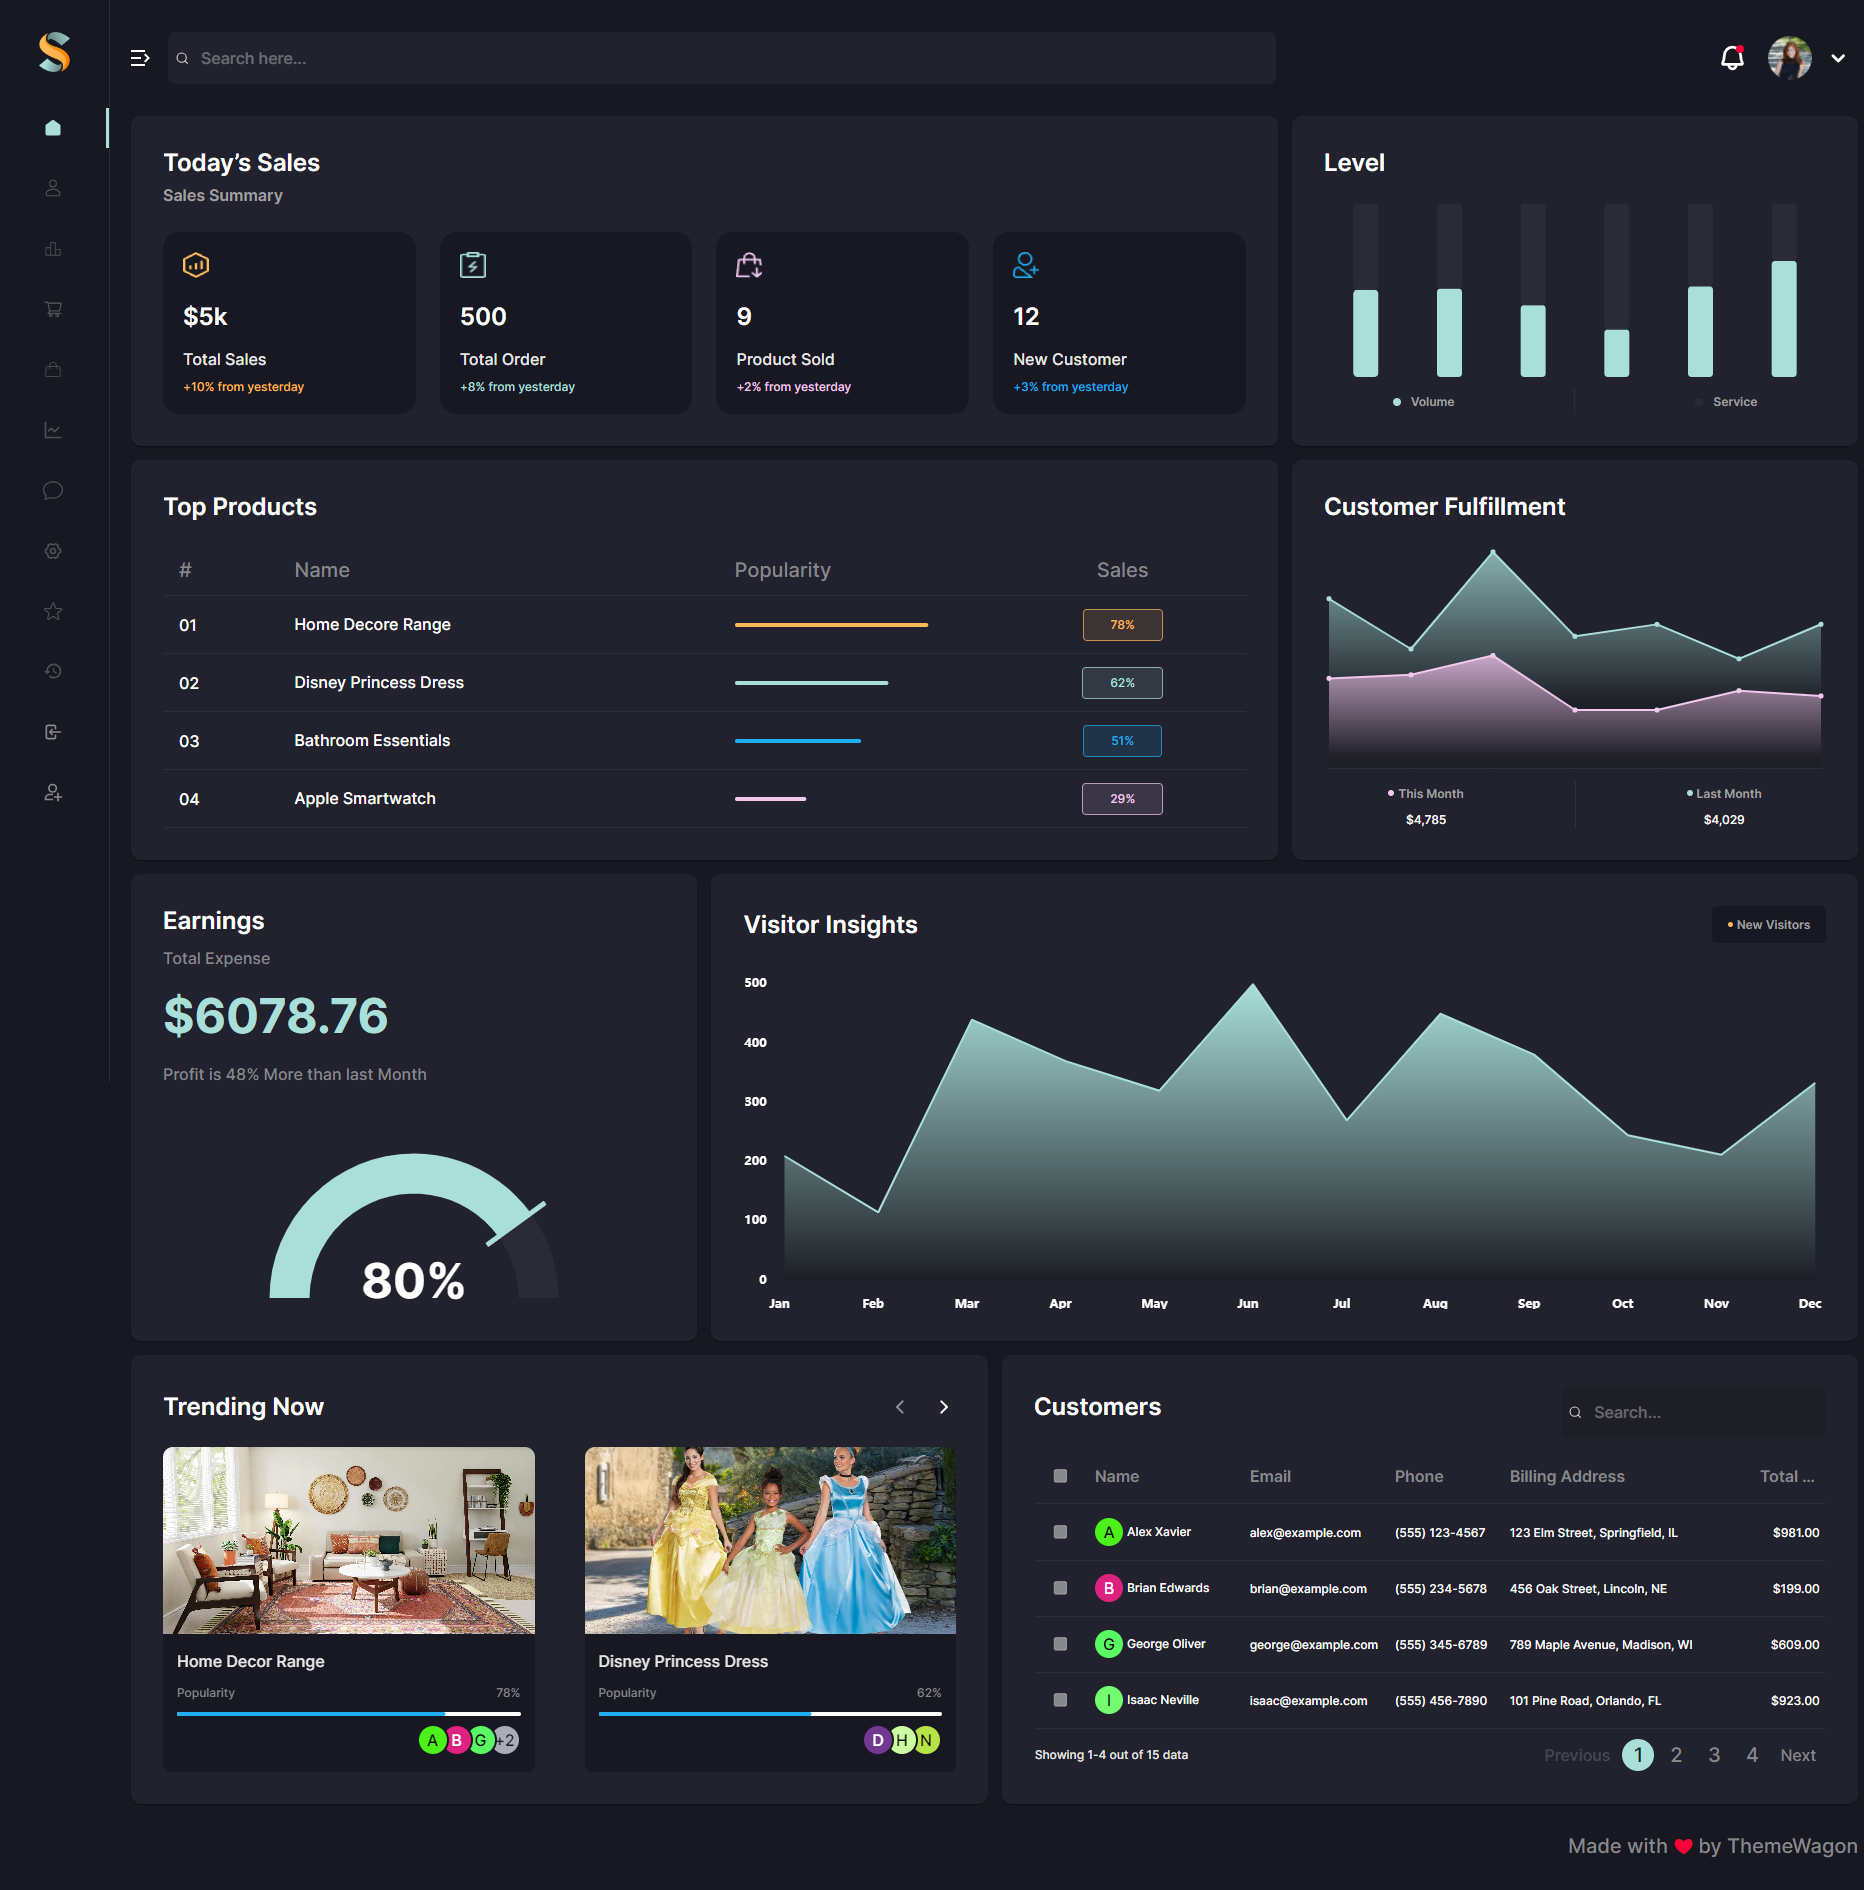 Search here...
Today’s Sales
Sales Summary
$5k
Total Sales
+10% from yesterday
500
Total Order
+8% from yesterday
9
Product Sold
+2% from yesterday
12
New Customer
+3% from yesterday
Level
Volume
Service
Top Products
# Name Popularity Sales
01 Home Decore Range 78%
02 Disney Princess Dress 62%
03 Bathroom Essentials 51%
04 Apple Smartwatch 29%
Customer Fulfillment
This Month
$4,785
Last Month
$4,029
Earnings
Total Expense
$6078.76
Profit is 48% More than last Month
80%
Visitor Insights
New Visitors
500
400
300
200
100
0
Jan Feb Mar Apr May Jun Jul Aug Sep Oct Nov Dec
Trending Now
Home Decor Range
Popularity 78%
A B G +2
Disney Princess Dress
Popularity 62%
D H N
Customers
Search...
Name Email Phone Billing Address Total ...
A Alex Xavier alex@example.com (555) 123-4567 123 Elm Street, Springfield, IL $981.00
B Brian Edwards brian@example.com (555) 234-5678 456 Oak Street, Lincoln, NE $199.00
G George Oliver george@example.com (555) 345-6789 789 Maple Avenue, Madison, WI $609.00
I Isaac Neville isaac@example.com (555) 456-7890 101 Pine Road, Orlando, FL $923.00
Showing 1-4 out of 15 data
Previous 1 2 3 4 Next
Made with ❤ by ThemeWagon